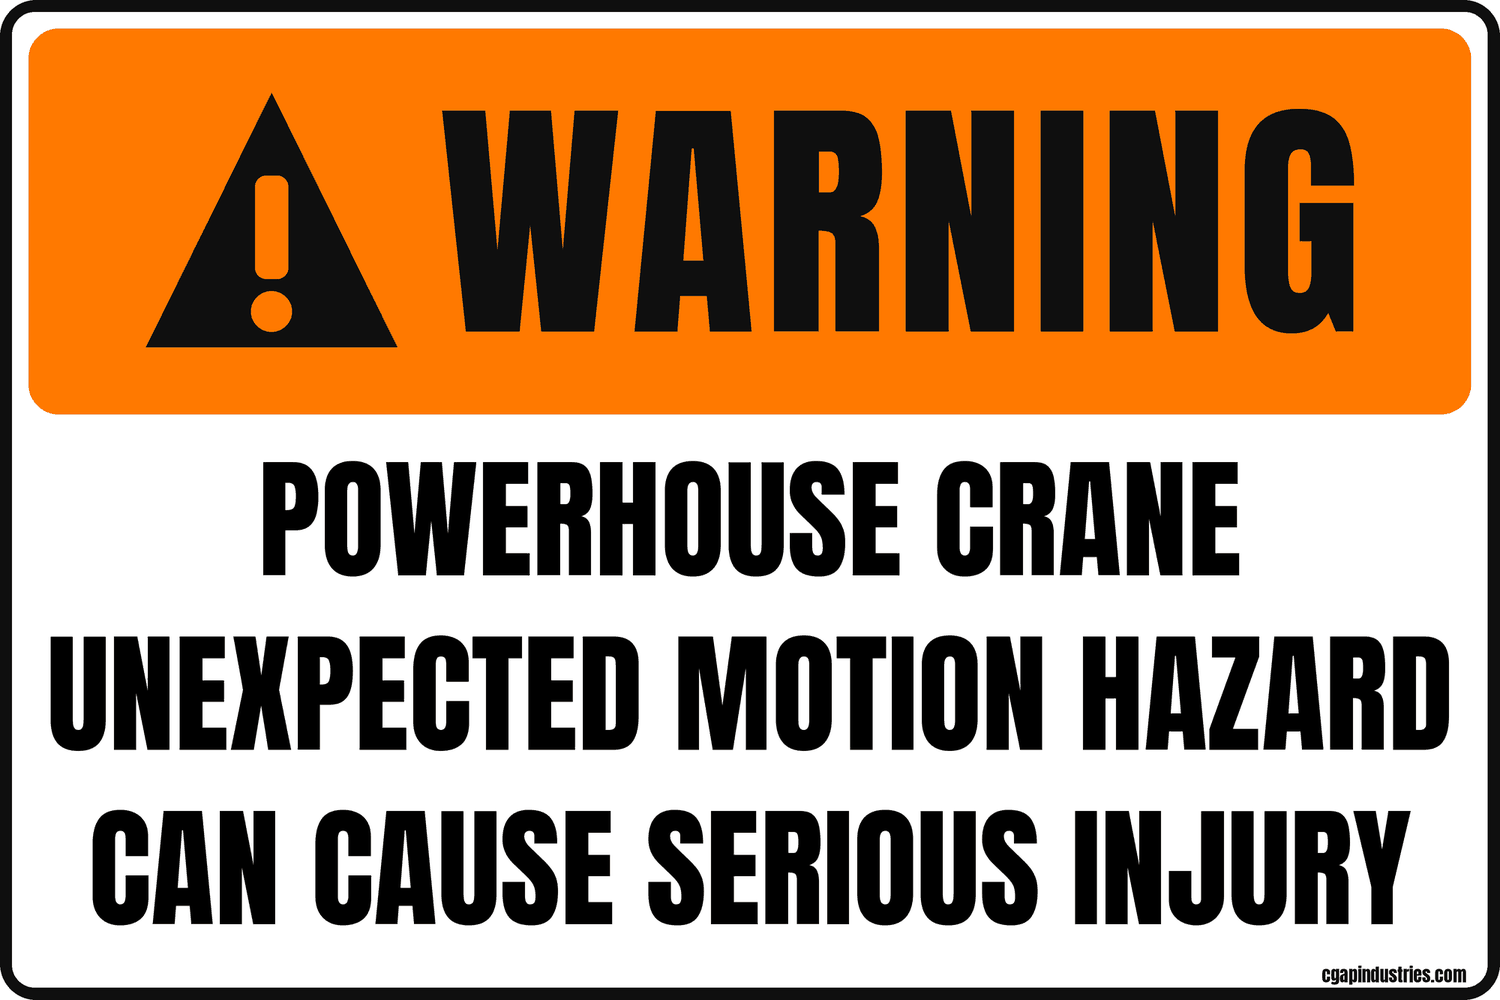 WARNING
POWERHOUSE CRANE
UNEXPECTED MOTION HAZARD
CAN CAUSE SERIOUS INJURY
cgapindustries.com